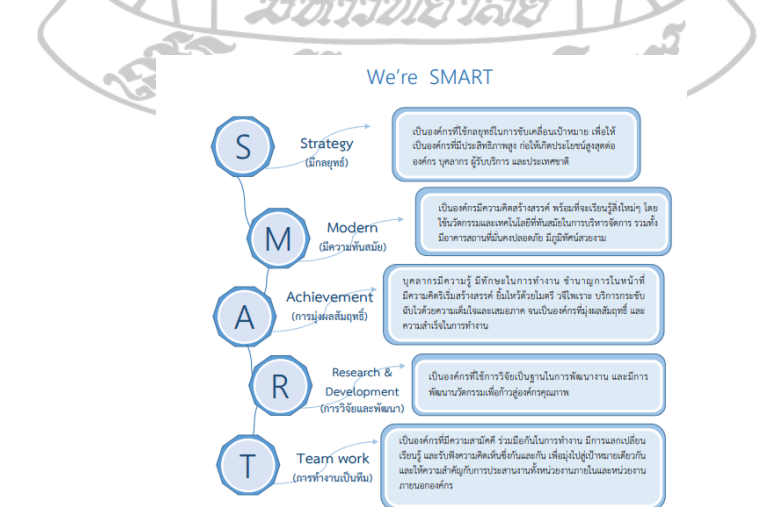 We're SMART
S
Strategy
(มีกลยุทธ์)
เป็นองค์กรที่ใช้กลยุทธ์ในการขับเคลื่อนเป้าหมาย เพื่อให้
เป็นองค์กรที่มีประสิทธิภาพสูง ก่อให้เกิดประโยชน์สูงสุดต่อ
องค์กร บุคลากร ผู้รับบริการ และประเทศชาติ
M
Modern
(มีความทันสมัย)
เป็นองค์กรมีความคิดสร้างสรรค์ พร้อมที่จะเรียนรู้สิ่งใหม่ๆ โดย
ใช้นวัตกรรมและเทคโนโลยีที่ทันสมัยในการบริหารจัดการ รวมทั้ง
มีอาคารสถานที่มั่นคงปลอดภัย มีภูมิทัศน์สวยงาม
A
Achievement
(การมุ่งผลสัมฤทธิ์)
บุคลากรมีความรู้ มีทักษะในการทำงาน ชำนาญการในหน้าที่
มีความคิดริเริ่มสร้างสรรค์ ยิ้มไหว้ด้วยไมตรี วจีไพเราะ บริการกระชับ
ฉับไวด้วยความเต็มใจและเสมอภาค จนเป็นองค์กรที่มุ่งผลสัมฤทธิ์ และ
ความสำเร็จในการทำงาน
R
Research &
Development
(การวิจัยและพัฒนา)
เป็นองค์กรที่ใช้การวิจัยเป็นฐานในการพัฒนางาน และมีการ
พัฒนานวัตกรรมเพื่อก้าวสู่องค์กรคุณภาพ
T
Team work
(การทำงานเป็นทีม)
เป็นองค์กรที่มีความสามัคคี ร่วมมือกันในการทำงาน มีการแลกเปลี่ยน
เรียนรู้ และรับฟังความคิดเห็นซึ่งกันและกัน เพื่อมุ่งไปสู่เป้าหมายเดียวกัน
และให้ความสำคัญกับการประสานงานทั้งหน่วยงานภายในและหน่วยงาน
ภายนอกองค์กร